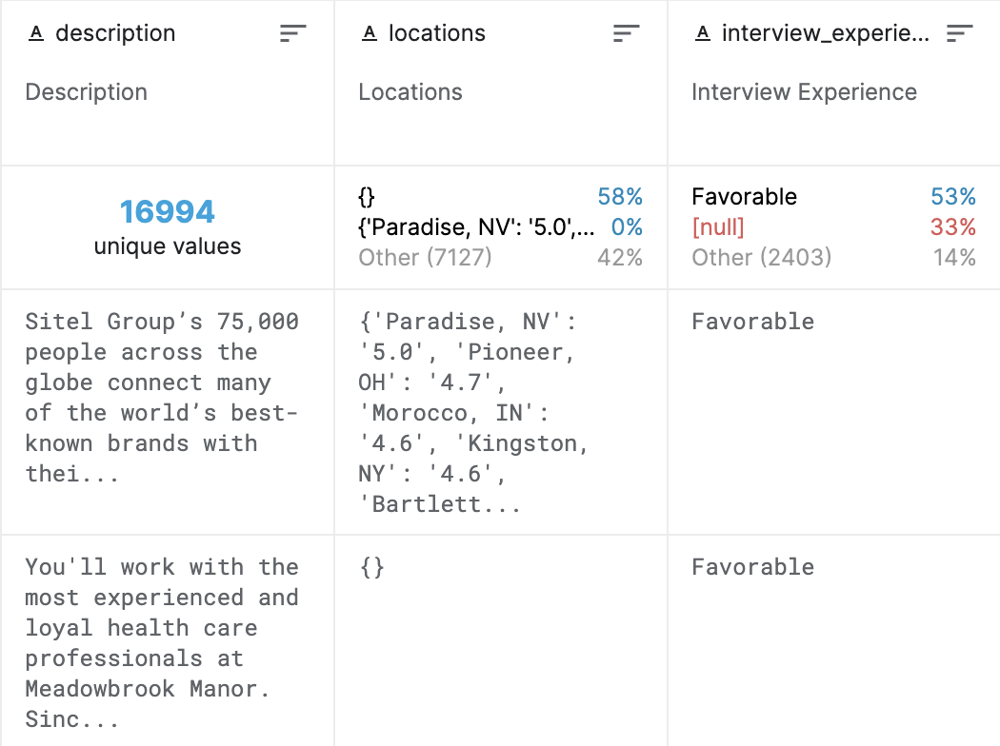 A description
A locations
A interview_experie...
Description
Locations
Interview Experience
16994
unique values
{} 58%
{'Paradise, NV': '5.0',... 0%
Other (7127) 42%
Favorable 53%
[null] 33%
Other (2403) 14%
Sitel Group’s 75,000
people across the
globe connect many
of the world’s best-
known brands with
thei...
{'Paradise, NV':
'5.0', 'Pioneer,
OH': '4.7',
'Morocco, IN':
'4.6', 'Kingston,
NY': '4.6',
'Bartlett...
Favorable
You'll work with the
most experienced and
loyal health care
professionals at
Meadowbrook Manor.
Sinc...
{}
Favorable